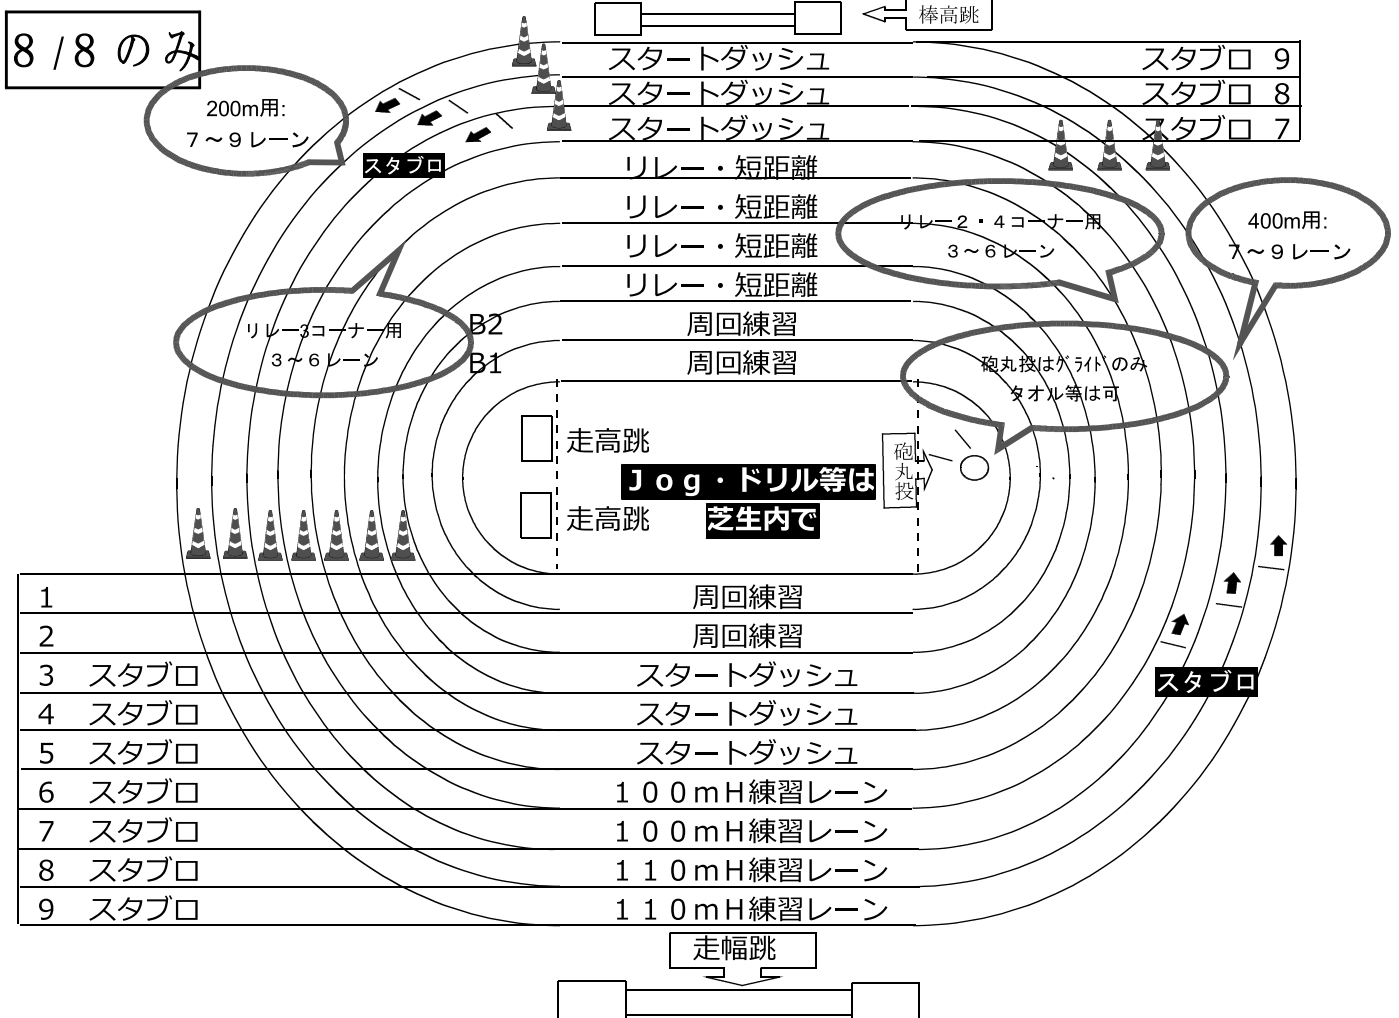 棒高跳
8/8のみ
スタートダッシュ
スタブロ 9
スタートダッシュ
スタブロ 8
スタートダッシュ
スタブロ 7
200m用:
7～9レーン
スタブロ
リレー・短距離
リレー・短距離
リレー・短距離
リレー・短距離
リレー2・4コーナー用
3～6レーン
400m用:
7～9レーン
リレー3コーナー用
3～6レーン
B2
周回練習
B1
周回練習
砲丸投はｸﾞﾗｲﾄﾞのみ
タオル等は可
走高跳
砲丸投
Ｊｏｇ・ドリル等は
芝生内で
走高跳
1
周回練習
2
周回練習
3 スタブロ
スタートダッシュ
スタブロ
4 スタブロ
スタートダッシュ
5 スタブロ
スタートダッシュ
6 スタブロ
１００ｍＨ練習レーン
7 スタブロ
１００ｍＨ練習レーン
8 スタブロ
１１０ｍＨ練習レーン
9 スタブロ
１１０ｍＨ練習レーン
走幅跳